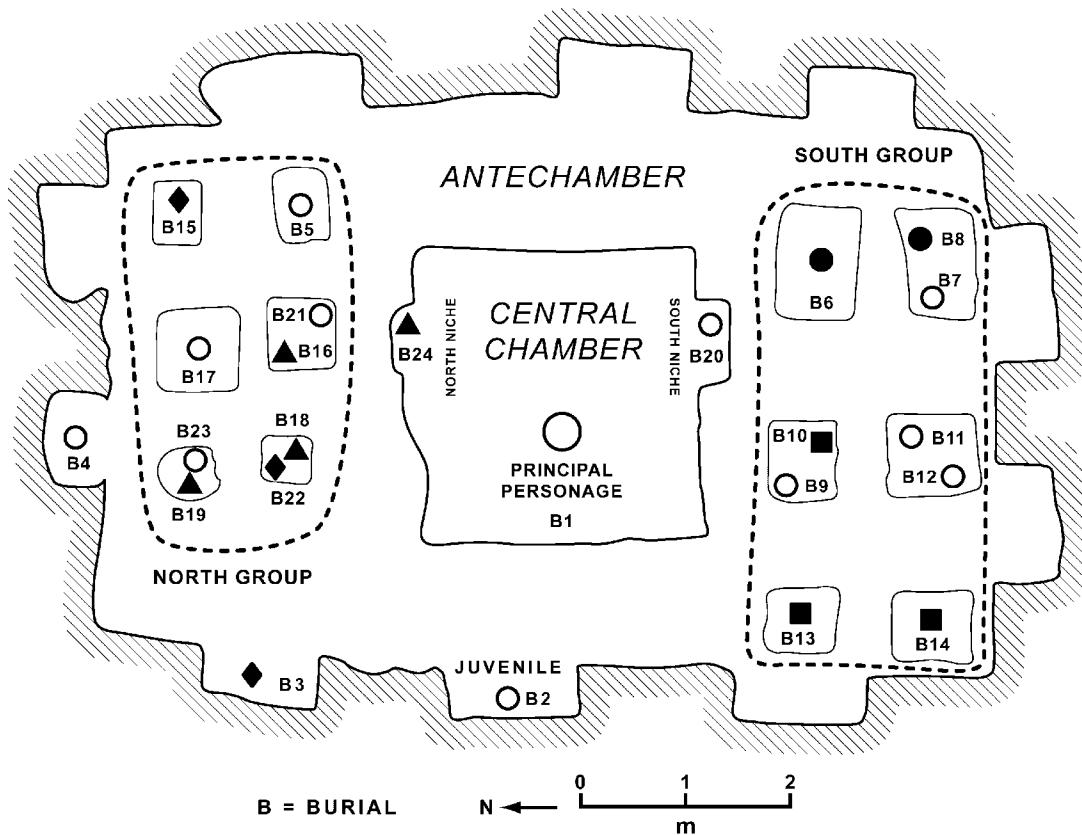 SOUTH GROUP
ANTECHAMBER
B15
B5
B8
B7
B6
B21
B16
B17
NORTH NICHE
CENTRAL
CHAMBER
SOUTH NICHE
B24
B20
B4
B23
B19
B18
B22
PRINCIPAL
PERSONAGE
B1
B10
B9
B11
B12
NORTH GROUP
B13
B14
B3
JUVENILE
B2
B = BURIAL
N
0 1 2
m